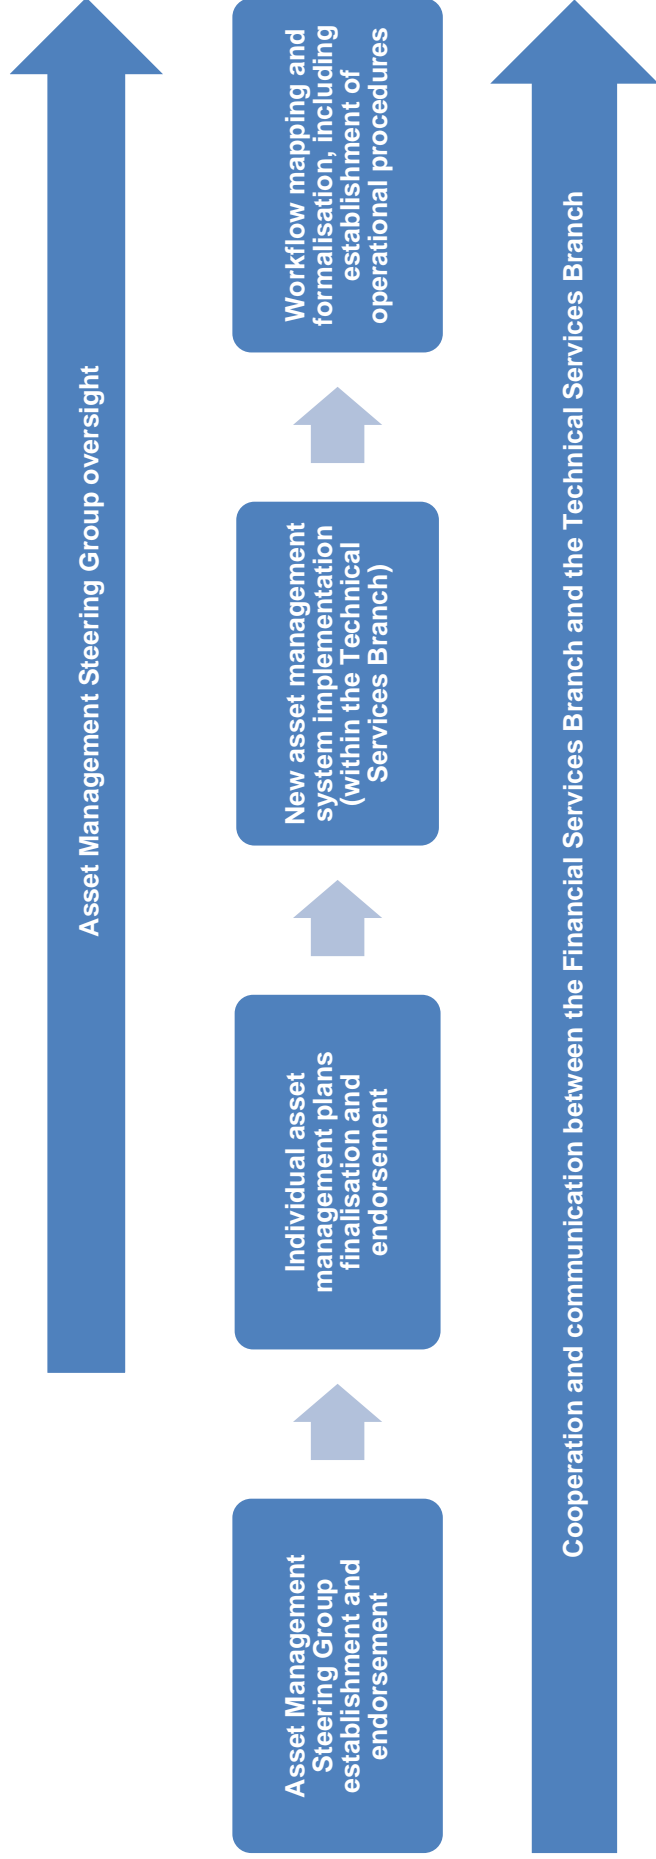 Asset Management Steering Group oversight
Asset Management
Steering Group
establishment and
endorsement
Individual asset
management plans
finalisation and
endorsement
New asset management
system implementation
(within the Technical
Services Branch)
Workflow mapping and
formalisation, including
establishment of
operational procedures
Cooperation and communication between the Financial Services Branch and the Technical Services Branch